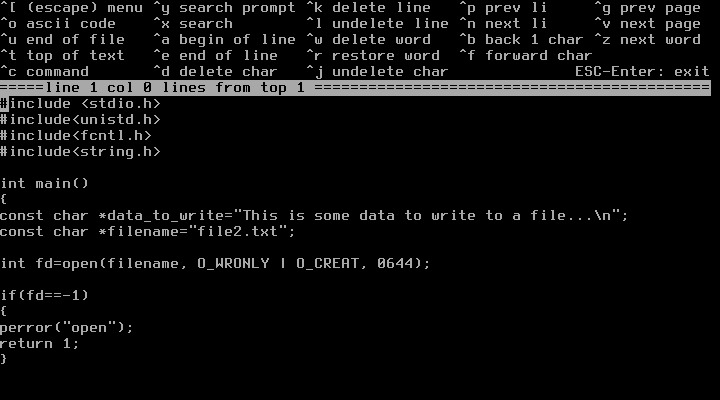 ^[ (escape) menu ^y search prompt ^k delete line ^p prev li ^g prev page
^o ascii code ^x search ^l undelete line ^n next li ^v next page
^u end of file ^a begin of line ^w delete word ^b back 1 char ^z next word
^t top of text ^e end of line ^r restore word ^f forward char
^c command ^d delete char ^j undelete char ESC-Enter: exit
=====line 1 col 0 lines from top 1 ============================================
#include <stdio.h>
#include<unistd.h>
#include<fcntl.h>
#include<string.h>
int main()
{
const char *data_to_write="This is some data to write to a file...\n";
const char *filename="file2.txt";
int fd=open(filename, O_WRONLY | O_CREAT, 0644);
if(fd==-1)
{
perror("open");
return 1;
}